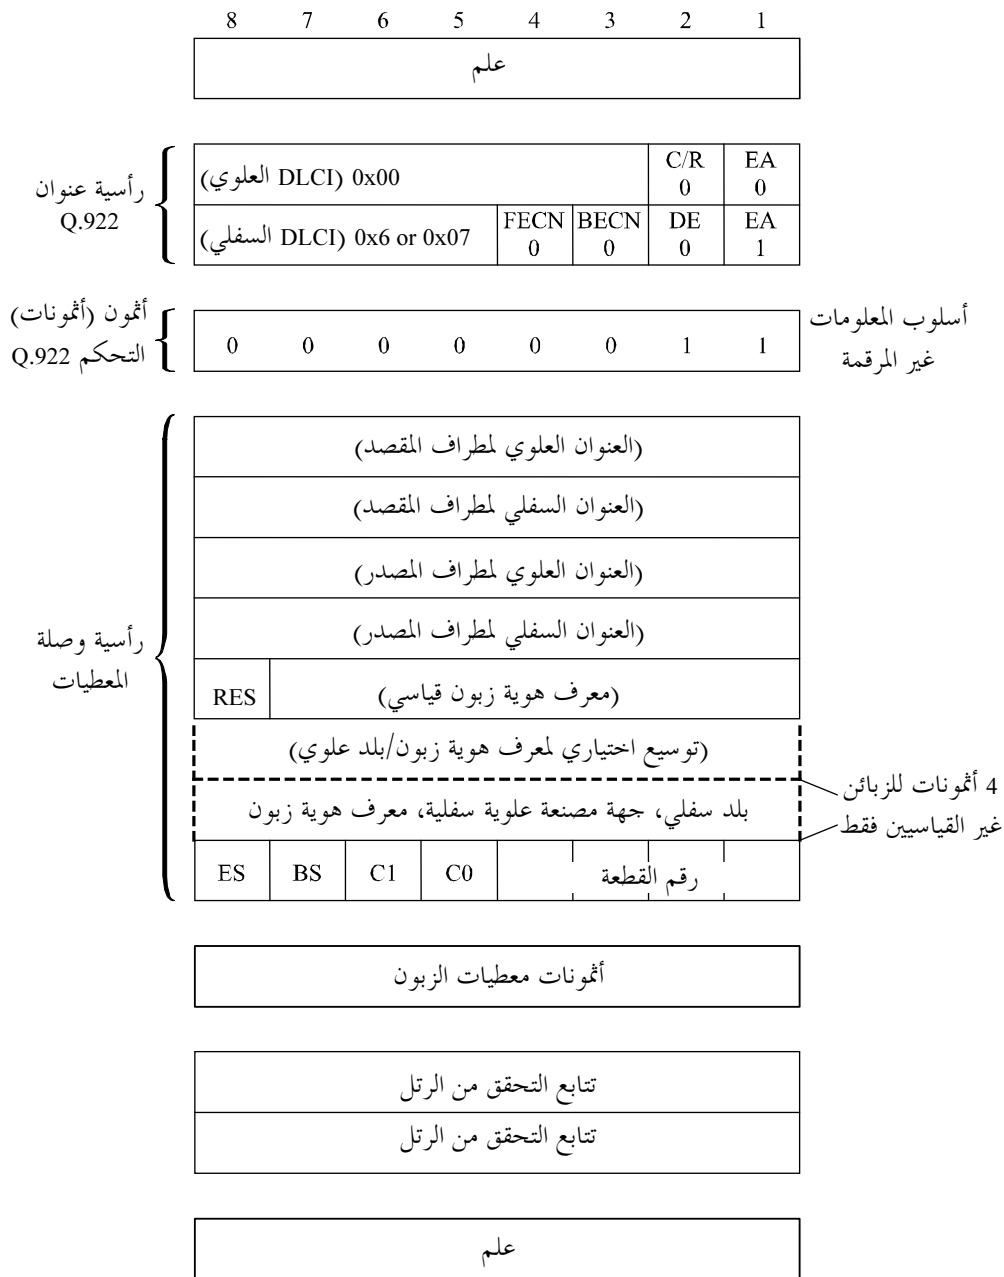 8 7 6 5 4 3 2 1
علم
رأسية عنوان
Q.922
(DLCI العلوي) 0x00
C/R
0
EA
0
(DLCI السفلي) 0x6 or 0x07
FECN
0
BECN
0
DE
0
EA
1
أثمون (أثمونات)
التحكم Q.922
0 0 0 0 0 0 1 1
أسلوب المعلومات
غير المرقمة
رأسية وصلة
المعطيات
(العنوان العلوي لمطراف المقصد)
(العنوان السفلي لمطراف المقصد)
(العنوان العلوي لمطراف المصدر)
(العنوان السفلي لمطراف المصدر)
RES
(معرف هوية زبون قياسي)
(توسيع اختياري لمعرف هوية زبون/بلد علوي)
بلد سفلي، جهة مصنعة علوية سفلية، معرف هوية زبون
4 أثمونات للزبائن
غير القياسيين فقط
ES BS C1 C0 رقم القطعة
أثمونات معطيات الزبون
تتابع التحقق من الرتل
تتابع التحقق من الرتل
علم